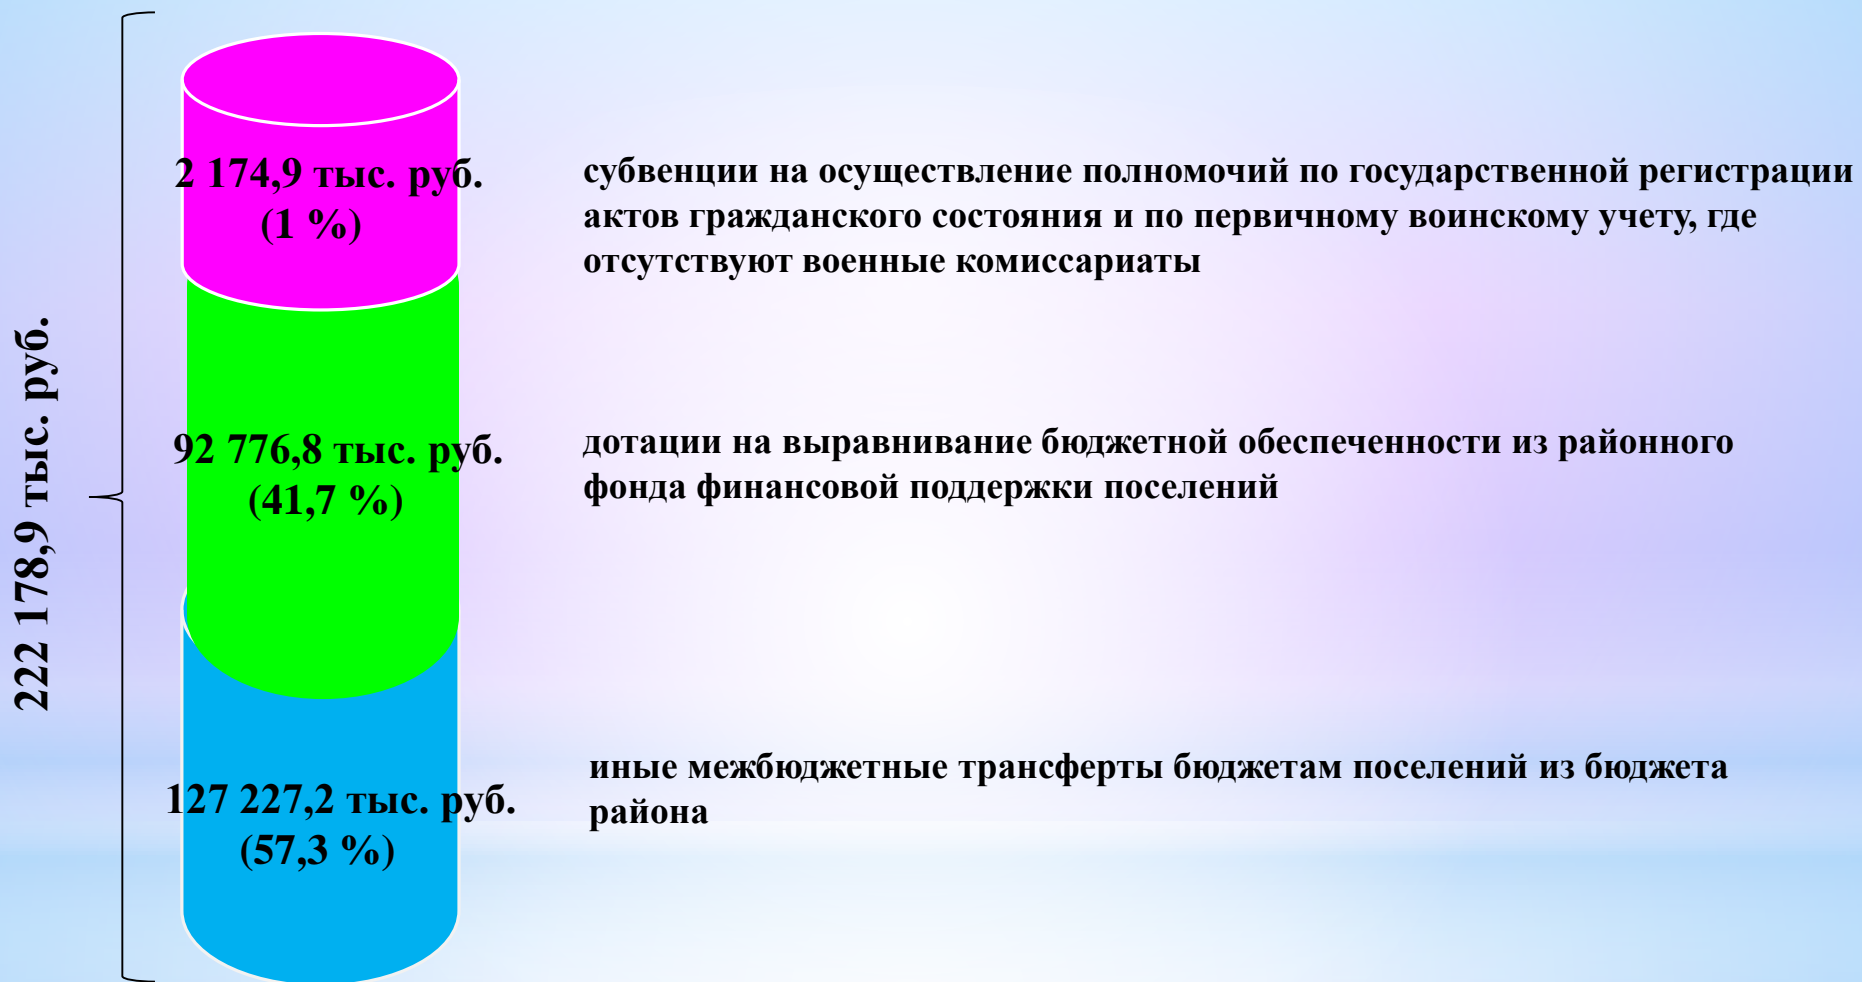 222 178,9 тыс. руб.
2 174,9 тыс. руб.
(1 %)
субвенции на осуществление полномочий по государственной регистрации
актов гражданского состояния и по первичному воинскому учету, где
отсутствуют военные комиссариаты
92 776,8 тыс. руб.
(41,7 %)
дотации на выравнивание бюджетной обеспеченности из районного
фонда финансовой поддержки поселений
127 227,2 тыс. руб.
(57,3 %)
иные межбюджетные трансферты бюджетам поселений из бюджета
района